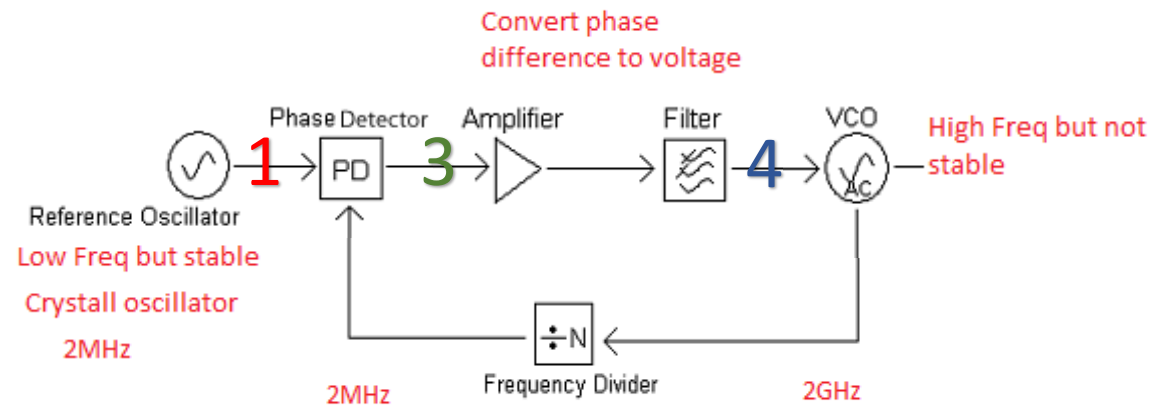 Convert phase
difference to voltage
Phase Detector
Amplifier
Filter
VCO
High Freq but not
stable
1
PD
3
4
AC
Reference Oscillator
Low Freq but stable
Crystall oscillator
2MHz
÷N
Frequency Divider
2MHz
2GHz